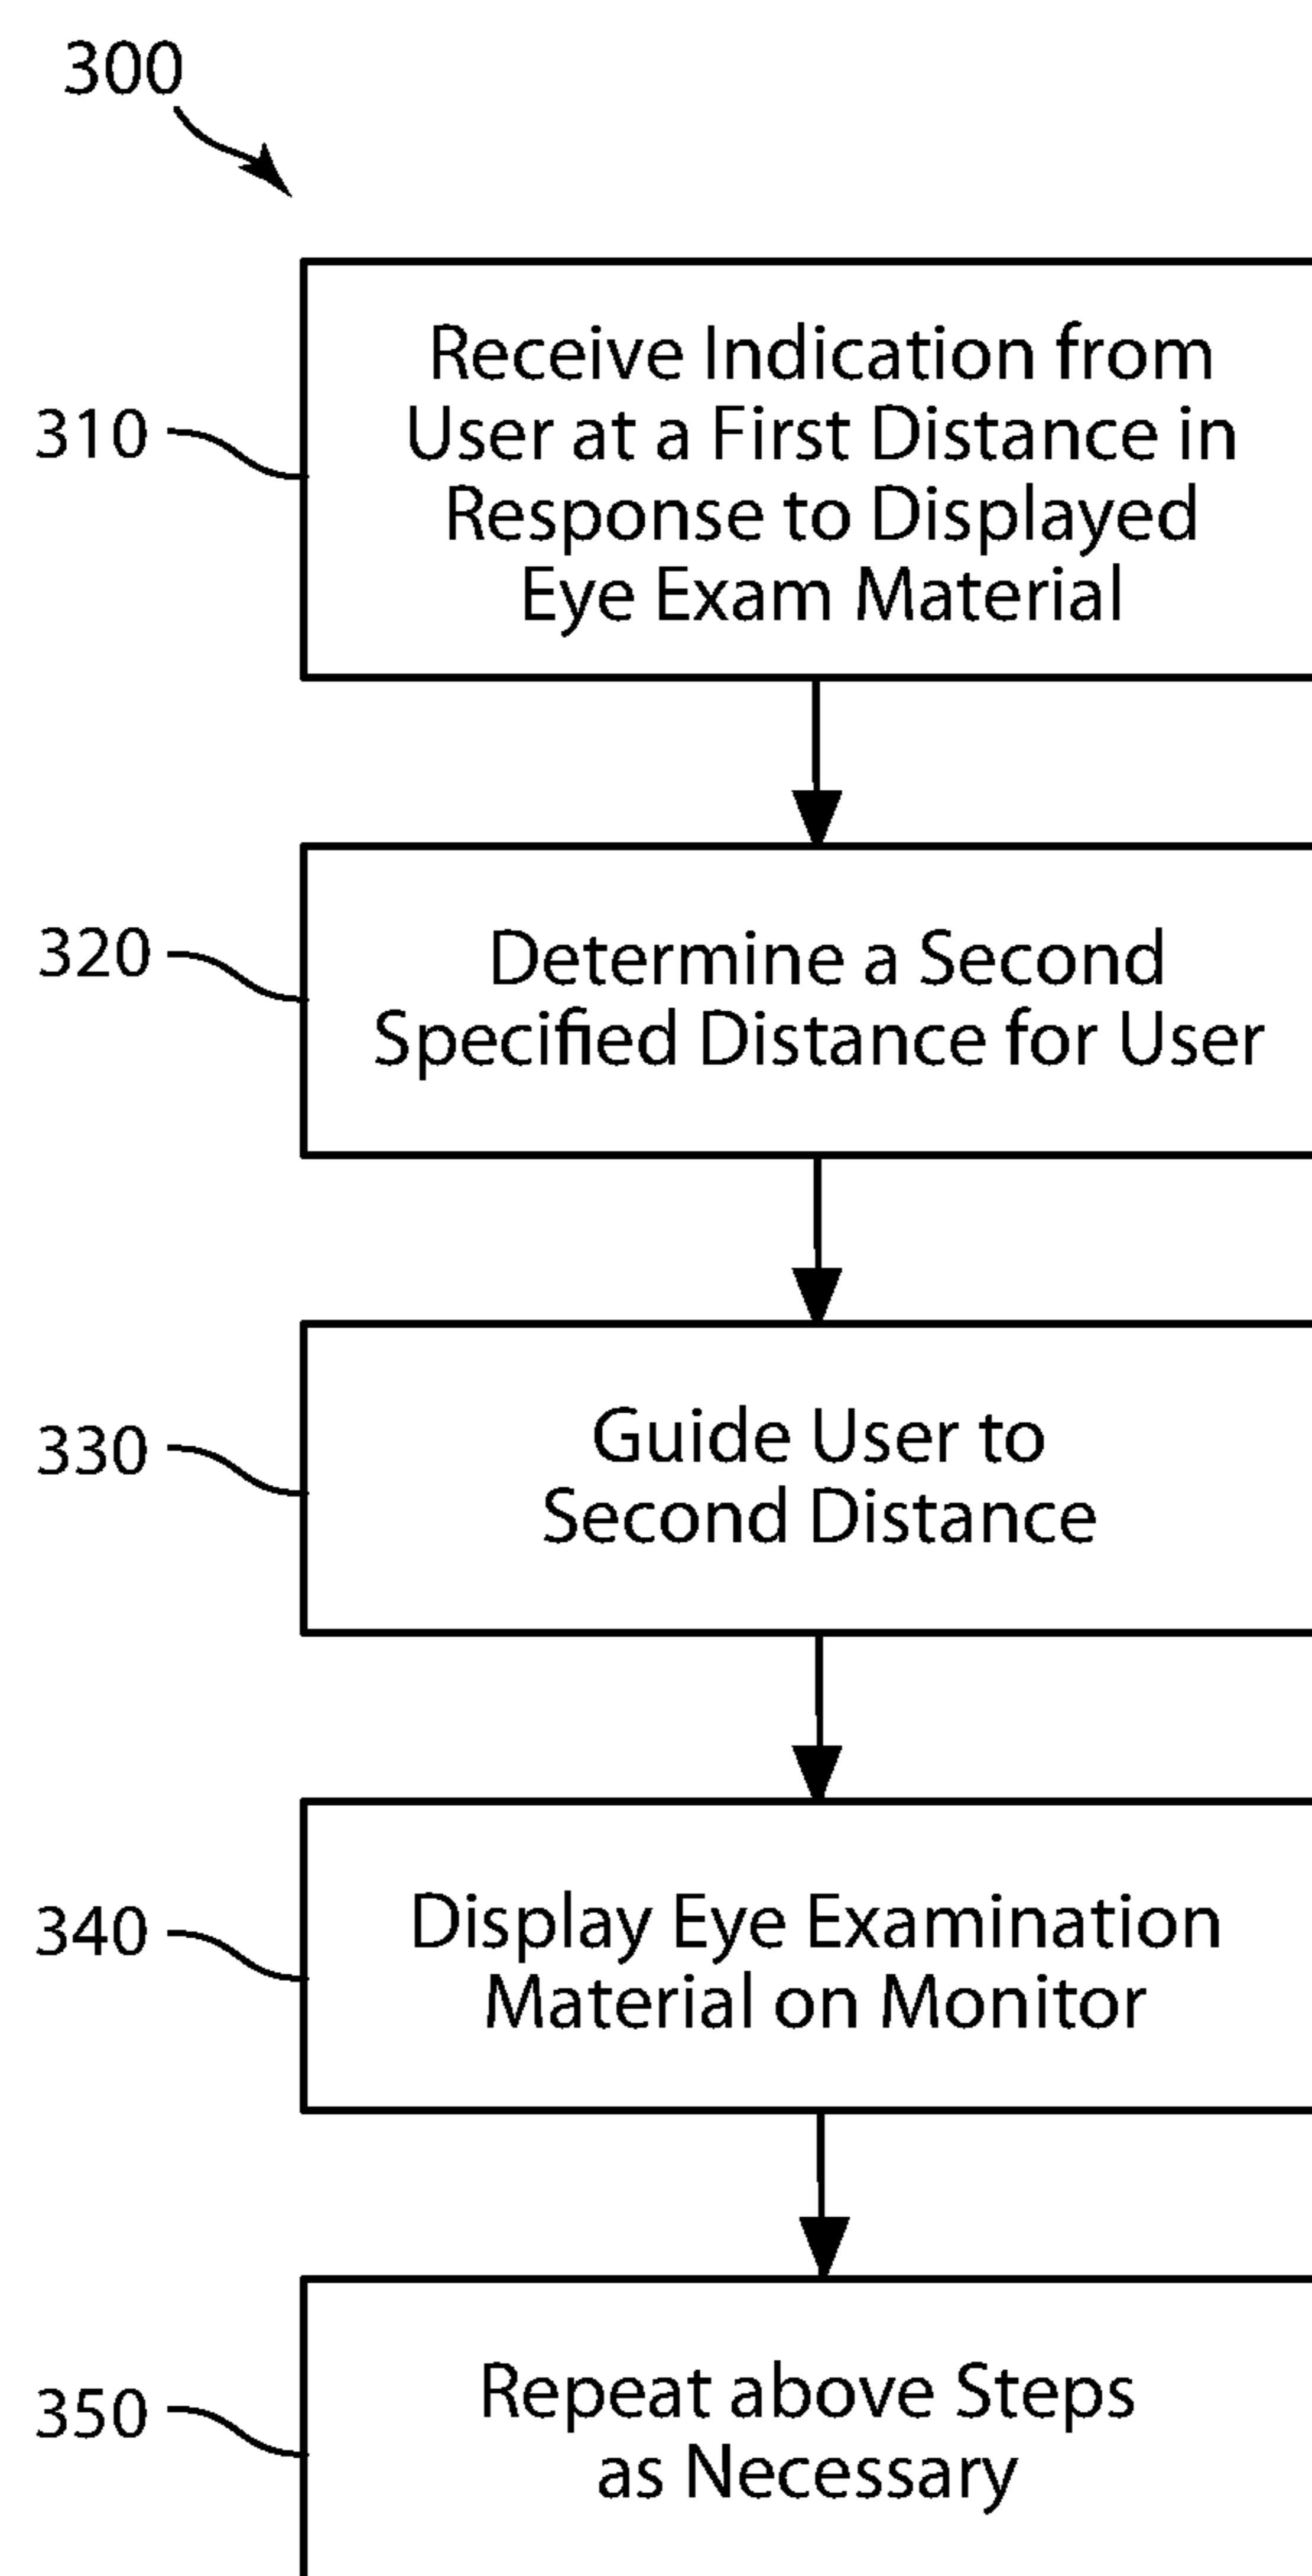 300
310
Receive Indication from
User at a First Distance in
Response to Displayed
Eye Exam Material
320
Determine a Second
Specified Distance for User
330
Guide User to
Second Distance
340
Display Eye Examination
Material on Monitor
350
Repeat above Steps
as Necessary